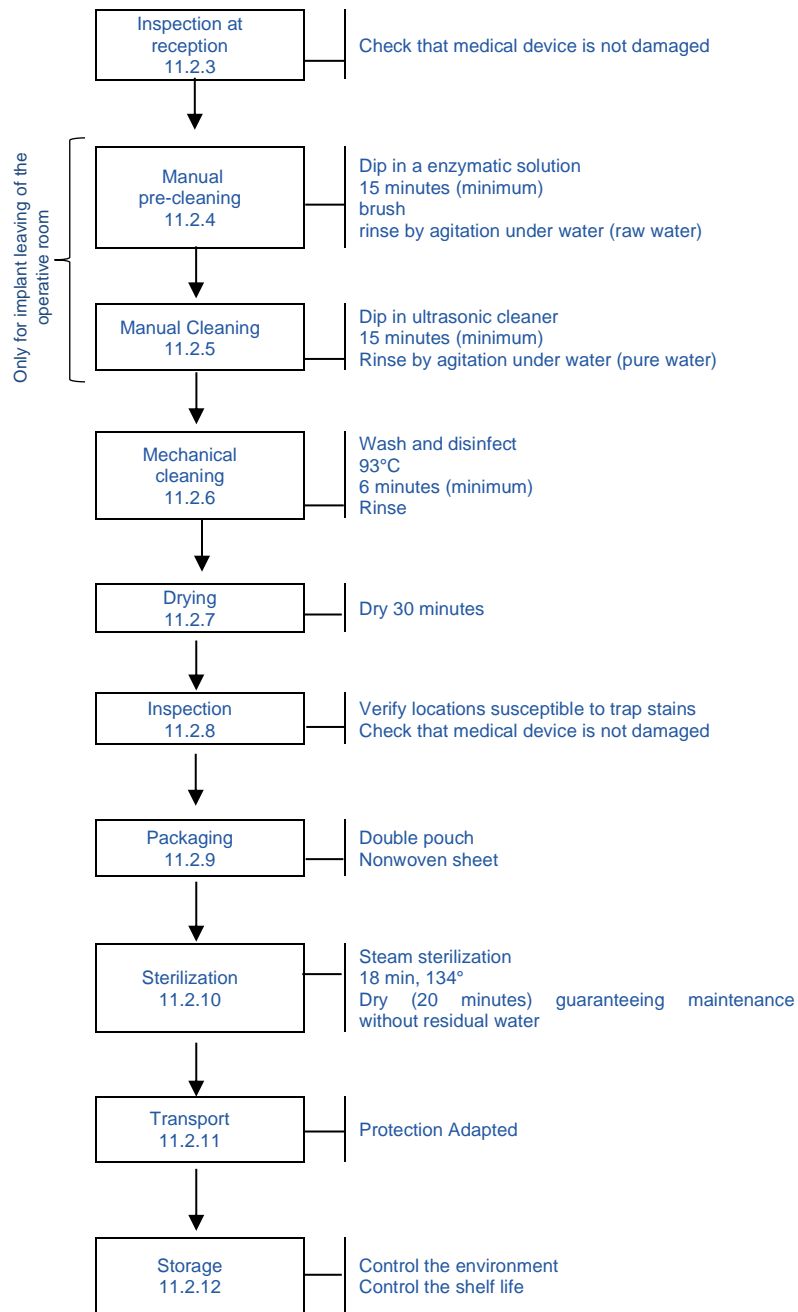 Inspection at
reception
11.2.3
Check that medical device is not damaged
Only for implant leaving of the
operative room
Manual
pre-cleaning
11.2.4
Dip in a enzymatic solution
15 minutes (minimum)
brush
rinse by agitation under water (raw water)
Manual Cleaning
11.2.5
Dip in ultrasonic cleaner
15 minutes (minimum)
Rinse by agitation under water (pure water)
Mechanical
cleaning
11.2.6
Wash and disinfect
93°C
6 minutes (minimum)
Rinse
Drying
11.2.7
Dry 30 minutes
Inspection
11.2.8
Verify locations susceptible to trap stains
Check that medical device is not damaged
Packaging
11.2.9
Double pouch
Nonwoven sheet
Sterilization
11.2.10
Steam sterilization
18 min, 134°
Dry (20 minutes) guaranteeing maintenance
without residual water
Transport
11.2.11
Protection Adapted
Storage
11.2.12
Control the environment
Control the shelf life